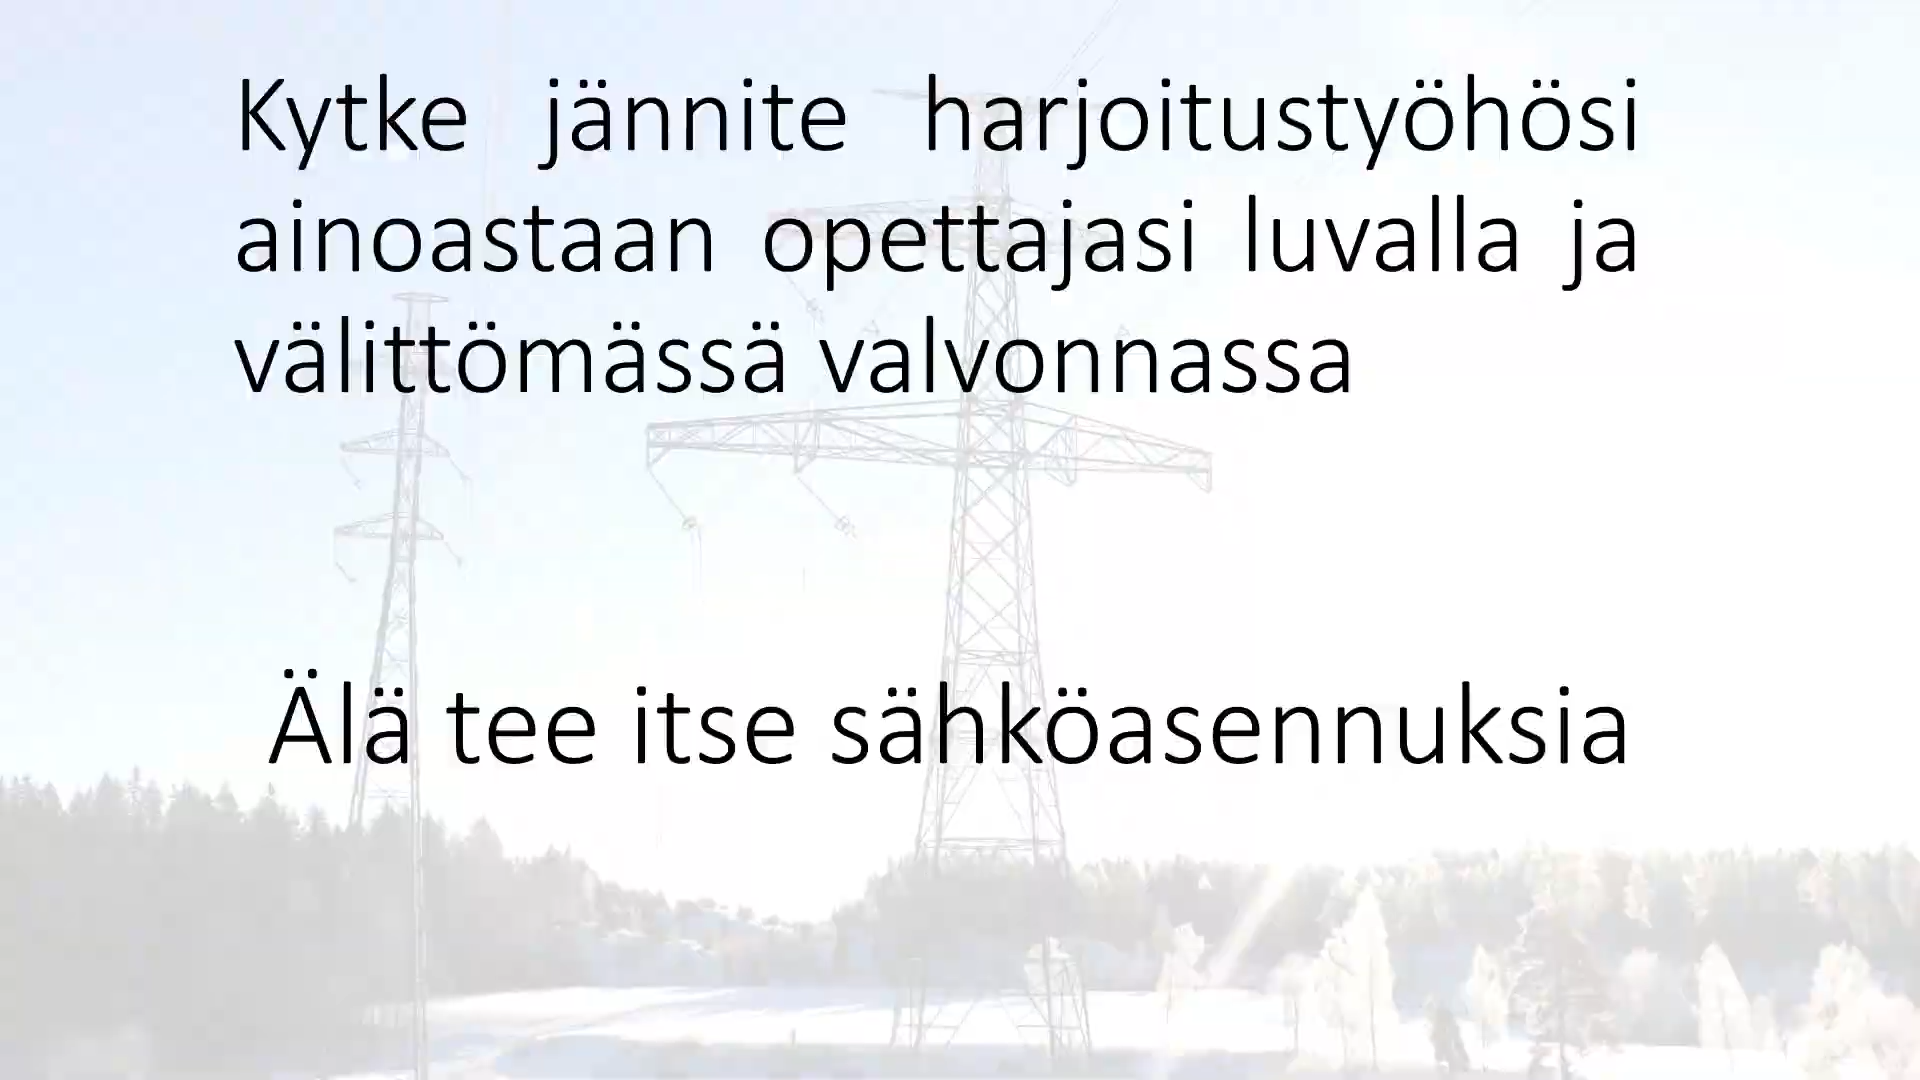 Kytke jännite harjoitustyöhösi
ainoastaan opettajasi luvalla ja
välittömässä valvonnassa
Älä tee itse sähköasennuksia